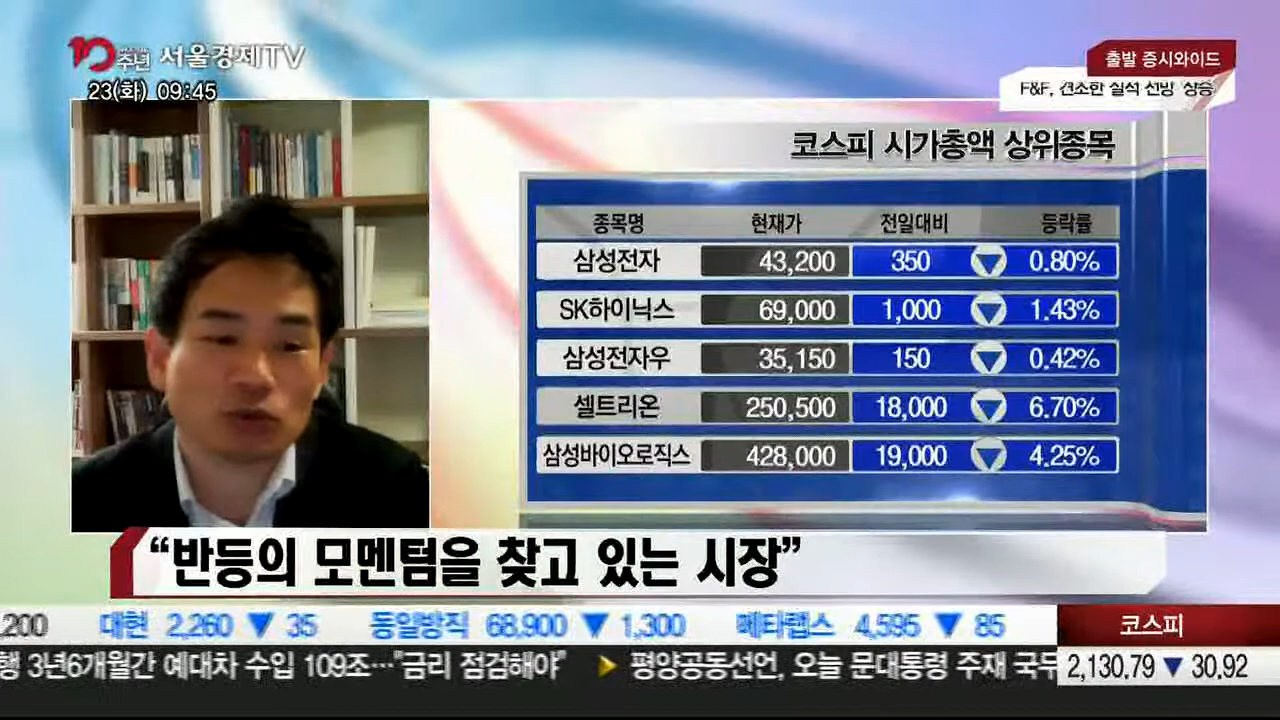 10주년 서울경제TV
23(화) 09:45
출발 증시와이드
F&F, 견조한 실적 전망 상승
코스피 시가총액 상위종목
종목명 현재가 전일대비 등락률
삼성전자 43,200 350 ▼ 0.80%
SK하이닉스 69,000 1,000 ▼ 1.43%
삼성전자우 35,150 150 ▼ 0.42%
셀트리온 250,500 18,000 ▼ 6.70%
삼성바이오로직스 428,000 19,000 ▼ 4.25%
“반등의 모멘텀을 찾고 있는 시장”
,200 대현 2,260 ▼ 35 동일방직 68,900 ▼ 1,300 메타랩스 4,595 ▼ 85
코스피
행 3년6개월간 예대차 수입 109조…"금리 점검해야" ▶ 평양공동선언, 오늘 문대통령 주재 국무
2,130.79 ▼ 30.92